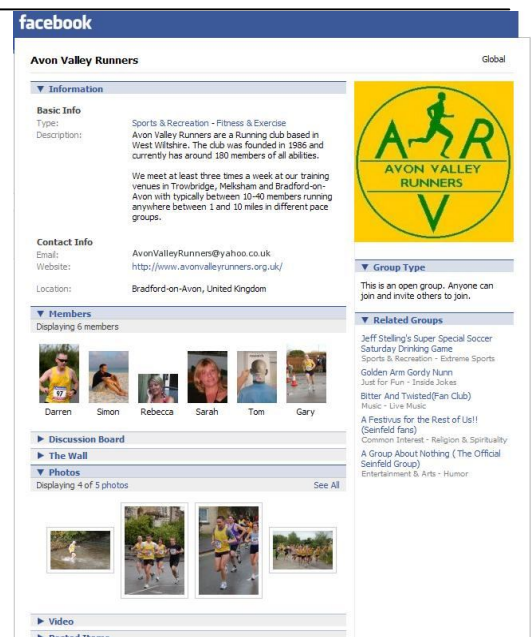 facebook
Avon Valley Runners
Global
▼ Information
Basic Info
Type:
Sports & Recreation - Fitness & Exercise
Description:
Avon Valley Runners are a Running club based in
West Wiltshire. The club was founded in 1986 and
currently has around 180 members of all abilities.
We meet at least three times a week at our training
venues in Trowbridge, Melksham and Bradford-on-
Avon with typically between 10-40 members running
anywhere between 1 and 10 miles in different pace
groups.
Contact Info
Email:
AvonValleyRunners@yahoo.co.uk
Website:
http://www.avonvalleyrunners.org.uk/
Location:
Bradford-on-Avon, United Kingdom
▼ Members
Displaying 6 members
97
Darren
Simon
Rebecca
Sarah
Tom
Gary
▶ Discussion Board
▶ The Wall
▼ Photos
Displaying 4 of 5 photos
See All
▶ Video
▶ Posted Items
A R
AVON VALLEY
RUNNERS
V
▼ Group Type
This is an open group. Anyone can
join and invite others to join.
▼ Related Groups
Jeff Stelling's Super Special Soccer
Saturday Drinking Game
Sports & Recreation - Extreme Sports
Golden Arm Gordy Nunn
Just for Fun - Inside Jokes
Bitter And Twisted(Fan Club)
Music - Live Music
A Festivus for the Rest of Us!!
(Seinfeld fans)
Common Interest - Religion & Spirituality
A Group About Nothing ( The Official
Seinfeld Group)
Entertainment & Arts - Humor